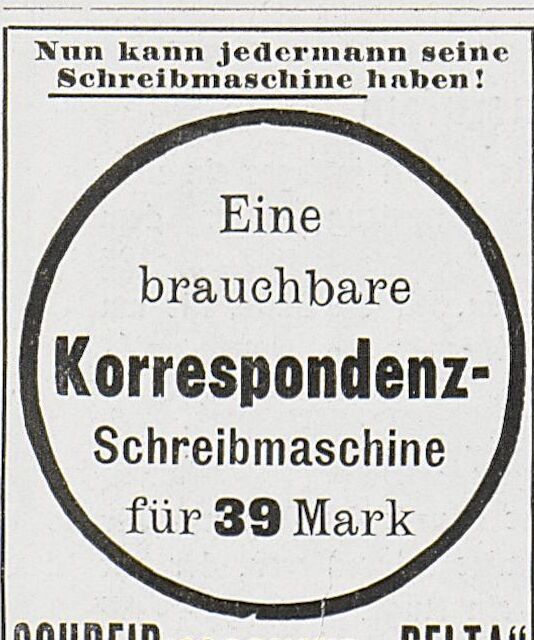 Nun kann jedermann seine
Schreibmaschine haben!
Eine
brauchbare
Korrespondenz-
Schreibmaschine
für 39 Mark